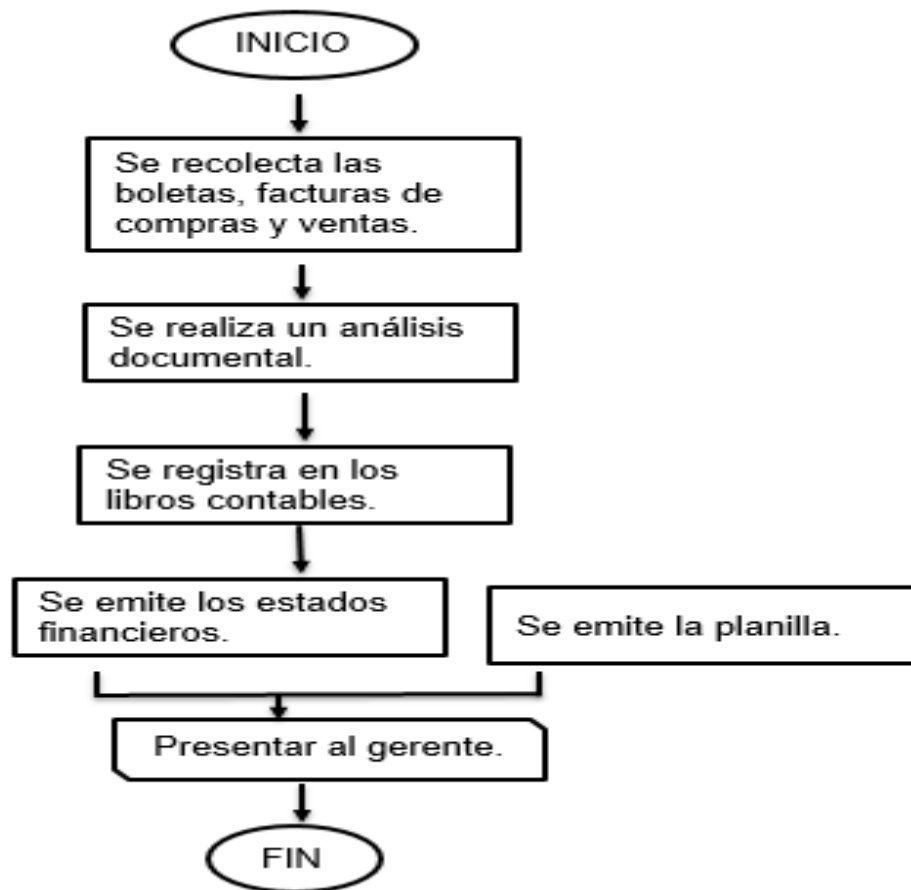 INICIO
Se recolecta las
boletas, facturas de
compras y ventas.
Se realiza un análisis
documental.
Se registra en los
libros contables.
Se emite los estados
financieros.
Se emite la planilla.
Presentar al gerente.
FIN